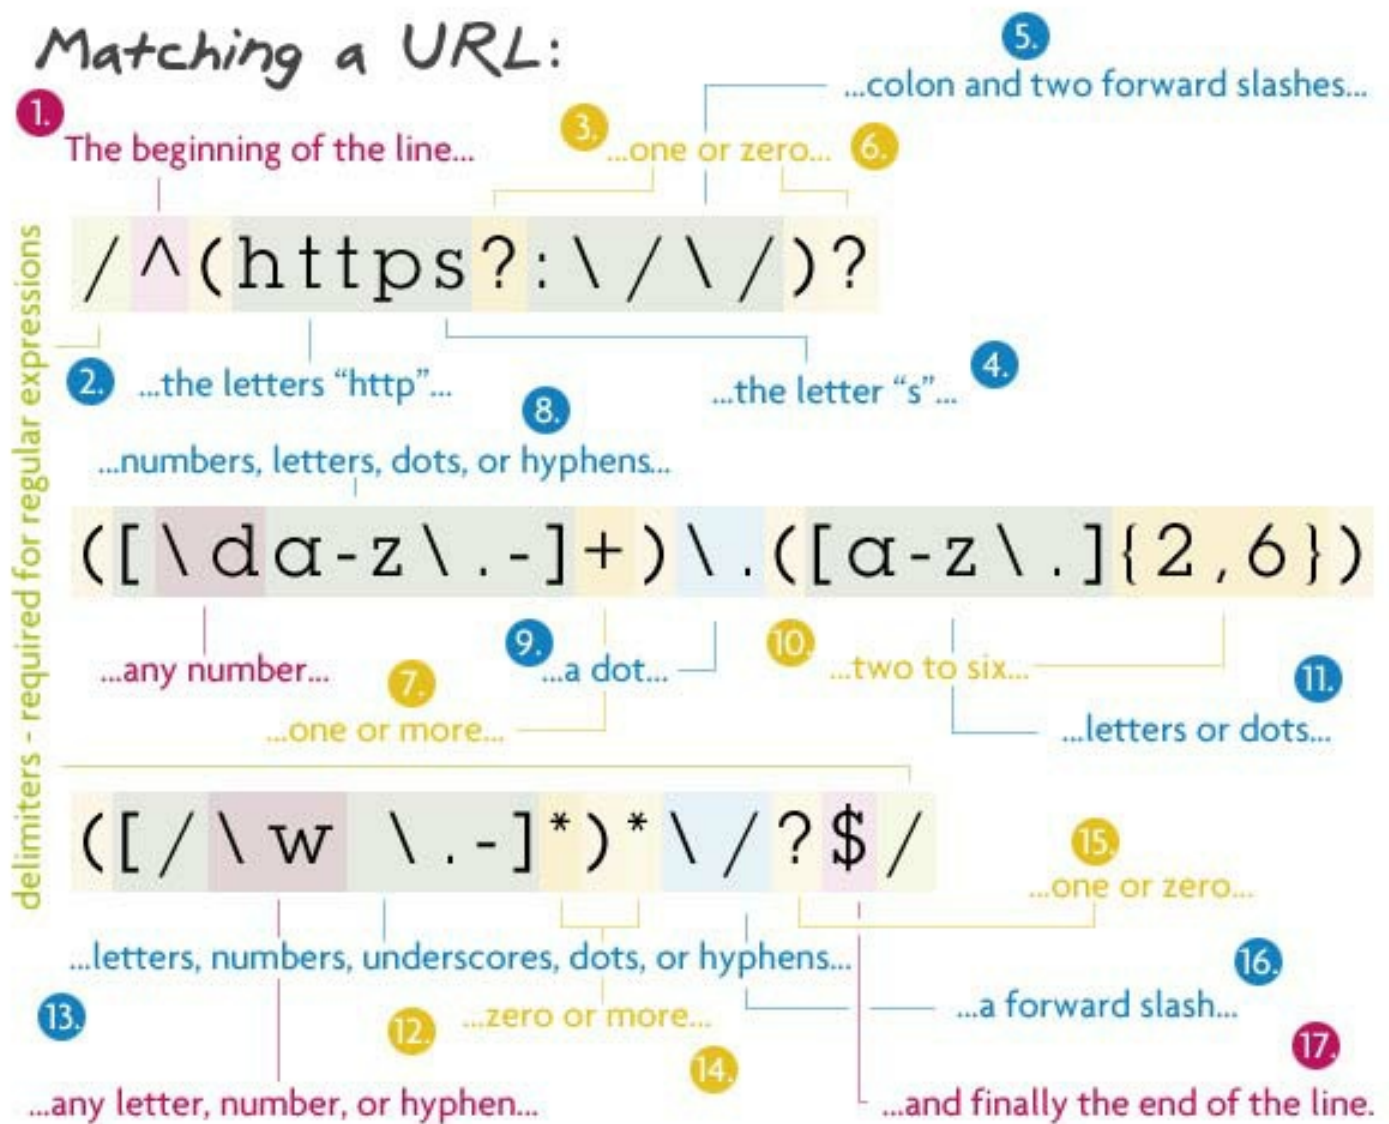 Matching a URL:
5.
...colon and two forward slashes...
1.
The beginning of the line...
3.
...one or zero...
6.
/^(https?:\/\/)?
2.
...the letters “http”...
...the letter “s”...
4.
8.
...numbers, letters, dots, or hyphens...
([\da-z\.-]+)\.([a-z\.]{2,6})
...any number...
7.
...one or more...
9.
...a dot...
10.
...two to six...
11.
...letters or dots...
([/\w \.-]*)*\/?$/
15.
...one or zero...
...letters, numbers, underscores, dots, or hyphens...
13.
12.
...zero or more...
14.
16.
...a forward slash...
...any letter, number, or hyphen...
17.
...and finally the end of the line.
delimiters - required for regular expressions